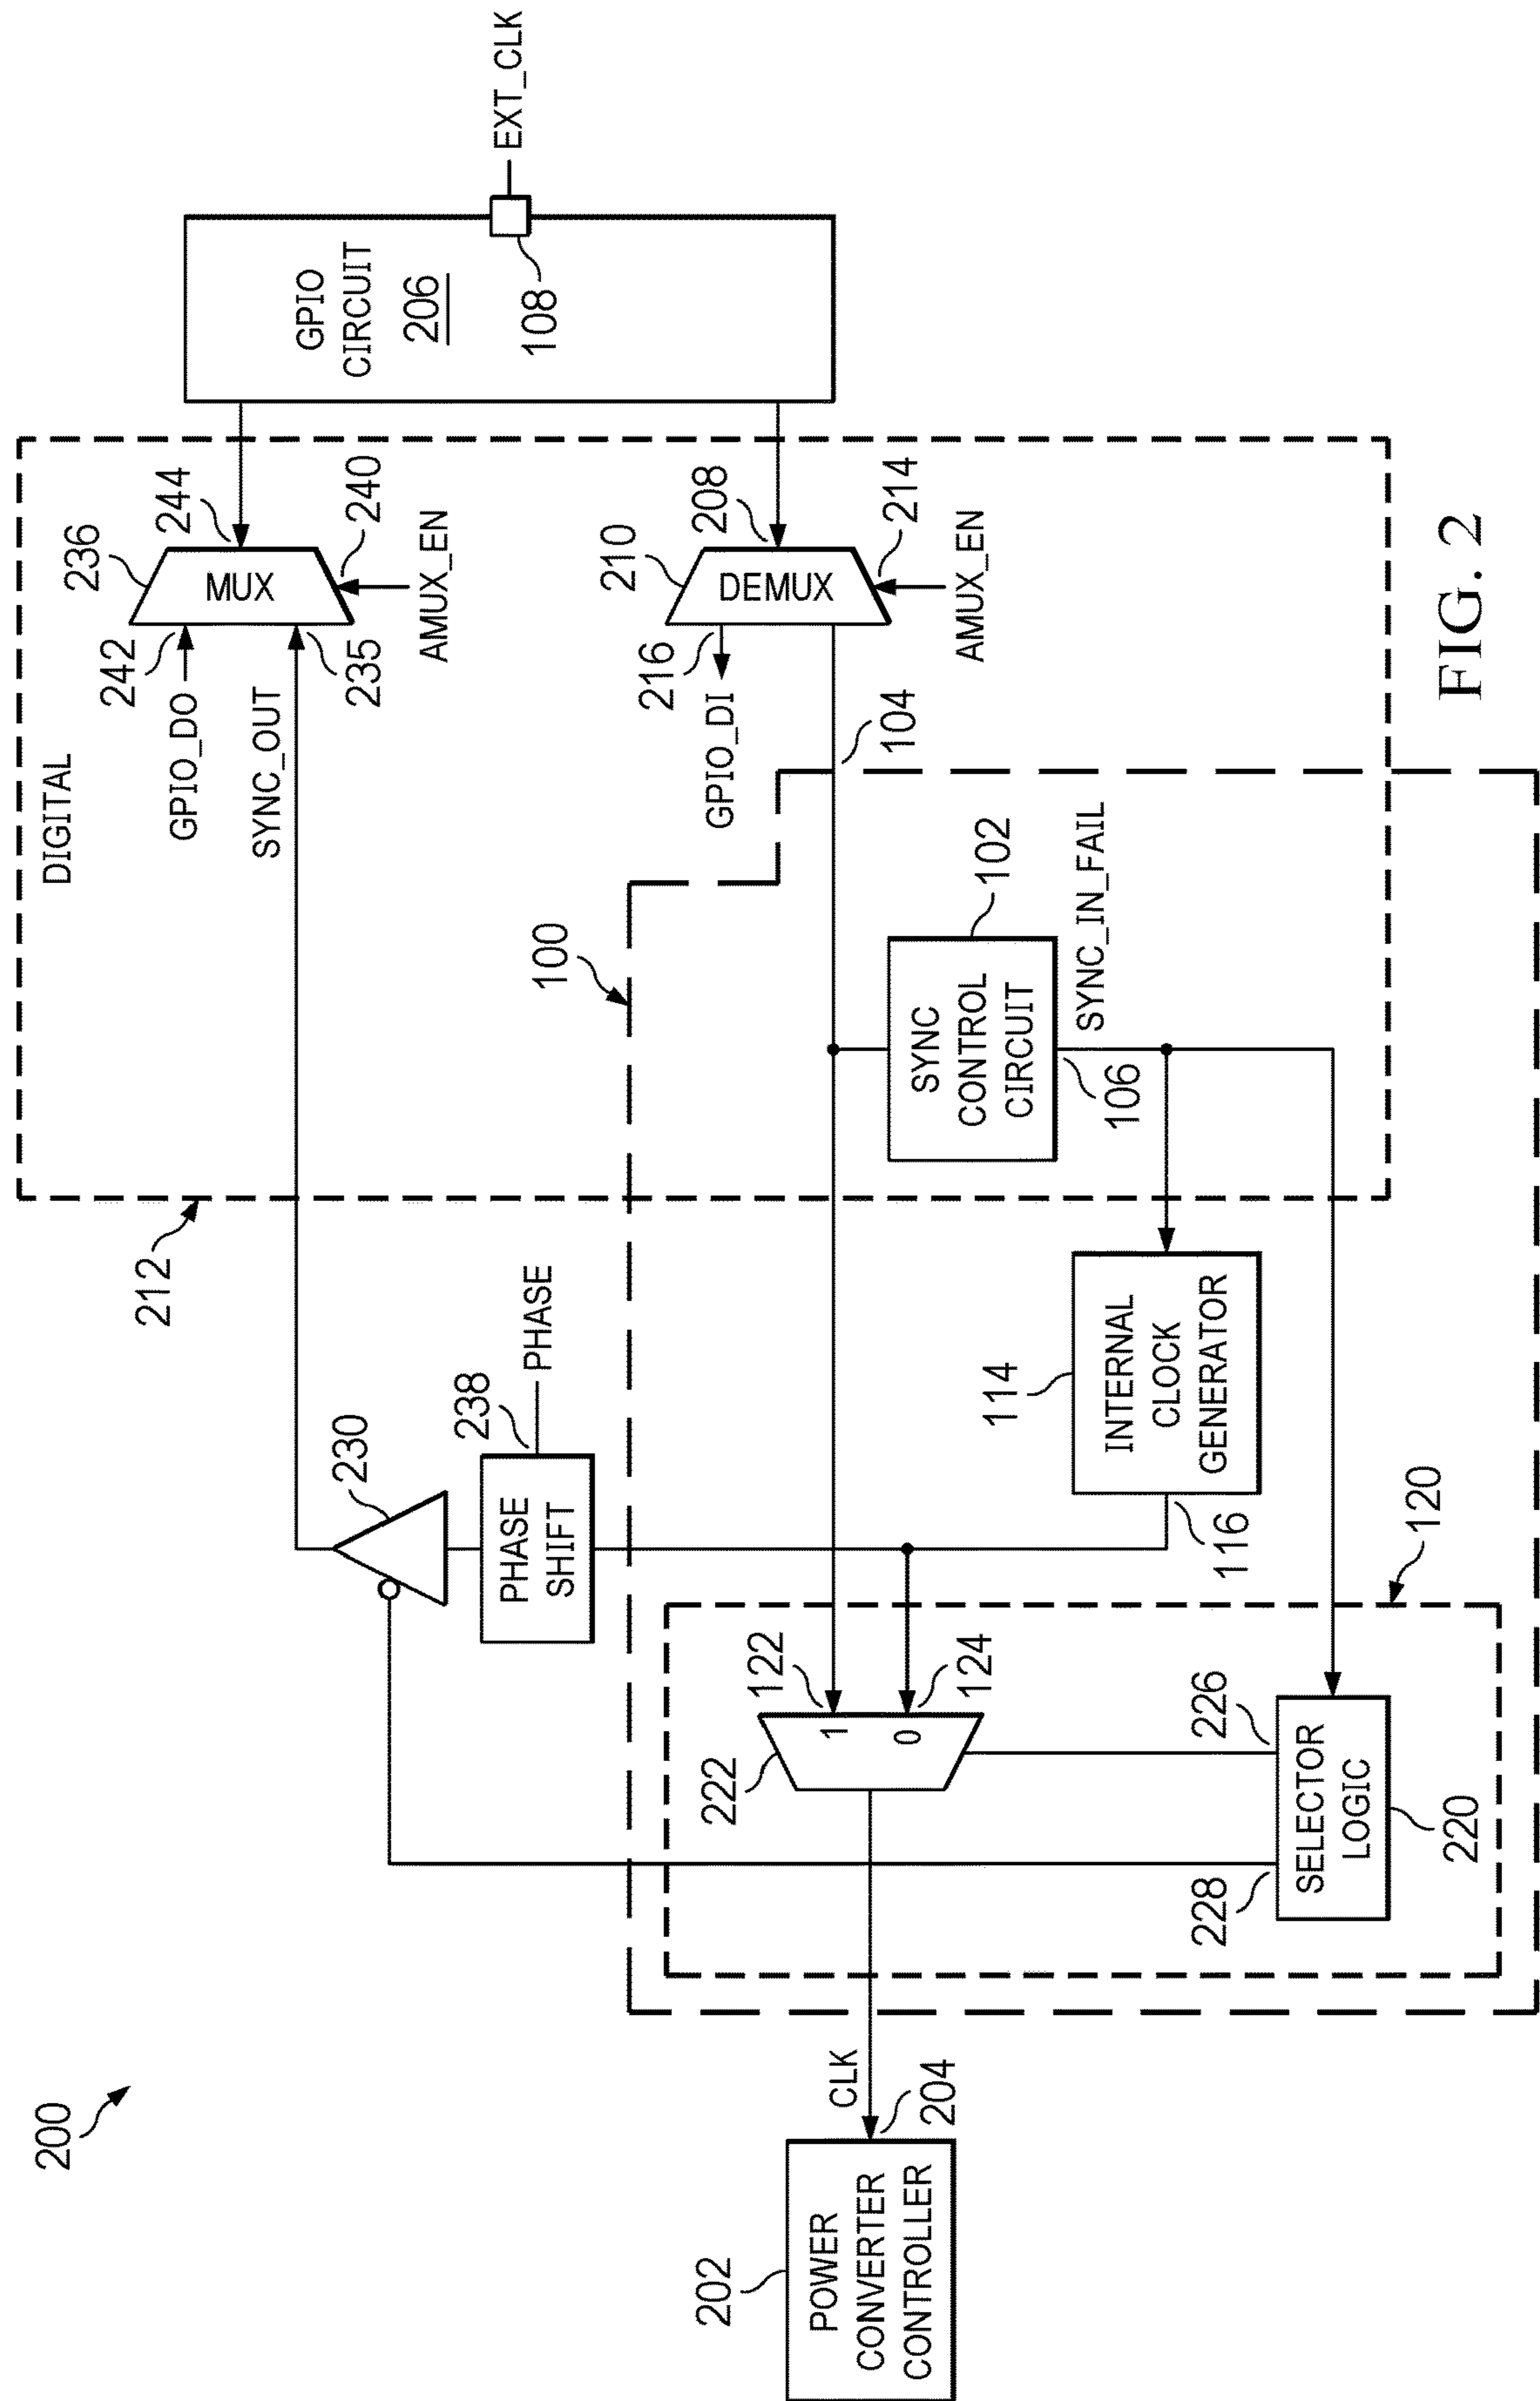 200
212
DIGITAL
236
244
242
GPIO_DO
MUX
SYNC_OUT
235
240
AMUX_EN
GPIO
CIRCUIT
206
108
EXT_CLK
230
238
PHASE
PHASE
SHIFT
100
210
208
216
DEMUX
GPIO_DI
214
AMUX_EN
104
SYNC
CONTROL
CIRCUIT
102
SYNC_IN_FAIL
106
114
INTERNAL
CLOCK
GENERATOR
116
120
122
1
0
124
222
226
228
SELECTOR
LOGIC
220
CLK
204
202
POWER
CONVERTER
CONTROLLER
FIG. 2